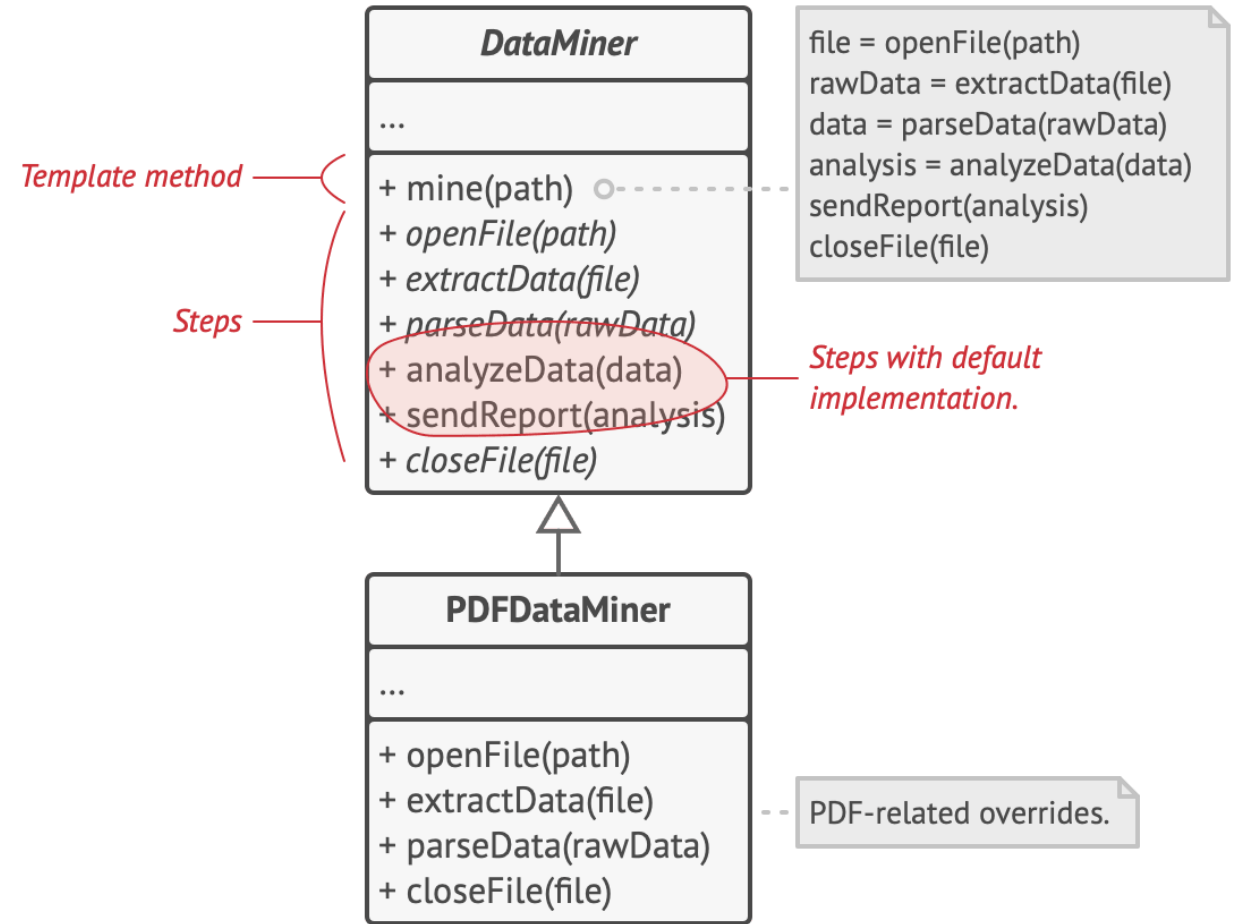 DataMiner
...
Template method
+ mine(path)
+ openFile(path)
+ extractData(file)
+ parseData(rawData)
+ analyzeData(data)
+ sendReport(analysis)
+ closeFile(file)
Steps
file = openFile(path)
rawData = extractData(file)
data = parseData(rawData)
analysis = analyzeData(data)
sendReport(analysis)
closeFile(file)
Steps with default
implementation.
PDFDataMiner
...
+ openFile(path)
+ extractData(file)
+ parseData(rawData)
+ closeFile(file)
PDF-related overrides.